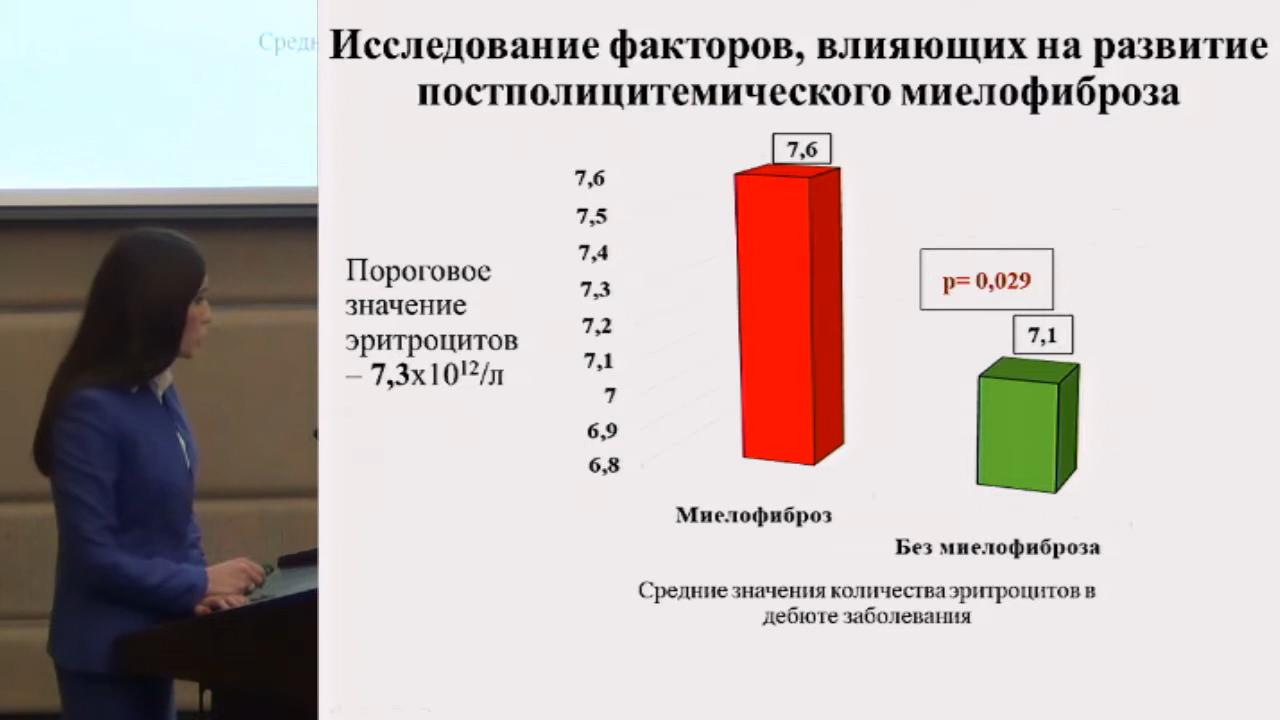 Средн
Исследование факторов, влияющих на развитие
постполицитемического миелофиброза
Пороговое
значение
эритроцитов
– 7,3х10¹²/л
7,6
7,5
7,4
7,3
7,2
7,1
7
6,9
6,8
7,6
p= 0,029
7,1
Миелофиброз
Без миелофиброза
Средние значения количества эритроцитов в
дебюте заболевания